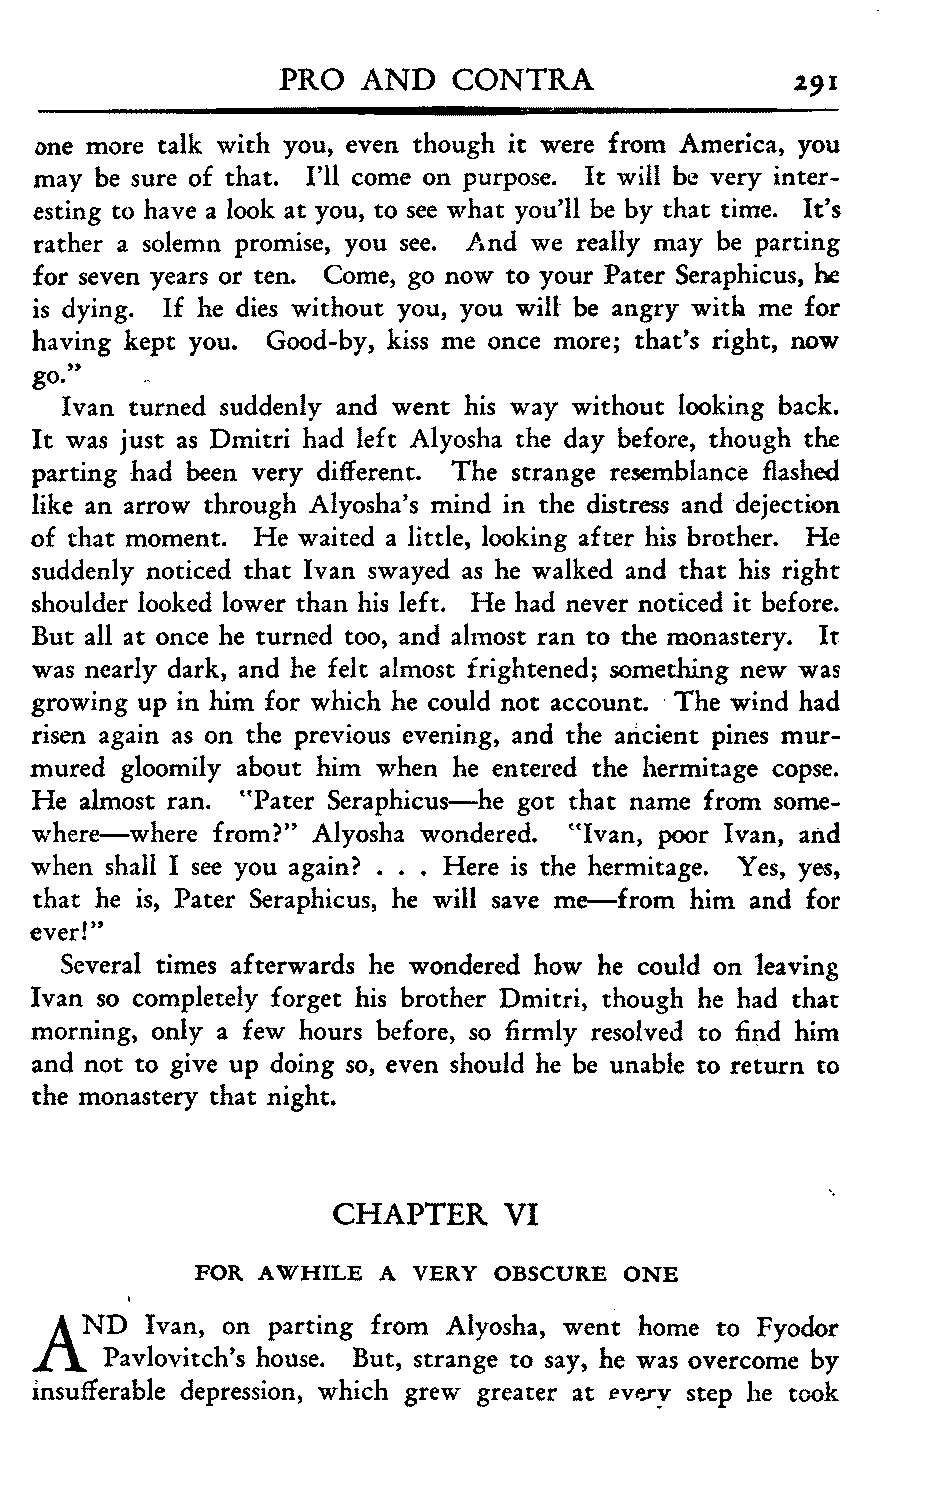 PRO AND CONTRA 291
one more talk with you, even though it were from America, you
may be sure of that. I'll come on purpose. It will be very inter-
esting to have a look at you, to see what you'll be by that time. It's
rather a solemn promise, you see. And we really may be parting
for seven years or ten. Come, go now to your Pater Seraphicus, he
is dying. If he dies without you, you will be angry with me for
having kept you. Good-by, kiss me once more; that's right, now
go."
Ivan turned suddenly and went his way without looking back.
It was just as Dmitri had left Alyosha the day before, though the
parting had been very different. The strange resemblance flashed
like an arrow through Alyosha's mind in the distress and dejection
of that moment. He waited a little, looking after his brother. He
suddenly noticed that Ivan swayed as he walked and that his right
shoulder looked lower than his left. He had never noticed it before.
But all at once he turned too, and almost ran to the monastery. It
was nearly dark, and he felt almost frightened; something new was
growing up in him for which he could not account. The wind had
risen again as on the previous evening, and the ancient pines mur-
mured gloomily about him when he entered the hermitage copse.
He almost ran. "Pater Seraphicus—he got that name from some-
where—where from?" Alyosha wondered. "Ivan, poor Ivan, and
when shall I see you again? . . . Here is the hermitage. Yes, yes,
that he is, Pater Seraphicus, he will save me—from him and for
ever!"
Several times afterwards he wondered how he could on leaving
Ivan so completely forget his brother Dmitri, though he had that
morning, only a few hours before, so firmly resolved to find him
and not to give up doing so, even should he be unable to return to
the monastery that night.
CHAPTER VI
FOR AWHILE A VERY OBSCURE ONE
AND Ivan, on parting from Alyosha, went home to Fyodor
Pavlovitch's house. But, strange to say, he was overcome by
insufferable depression, which grew greater at every step he took